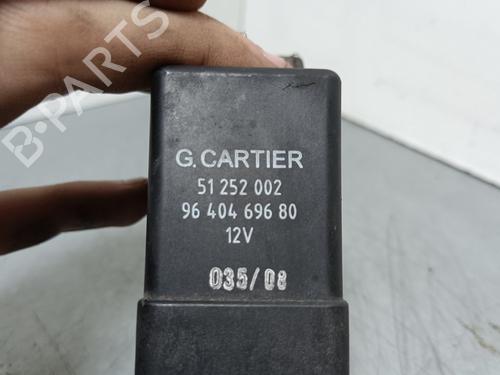 B-PARTS
G. CARTIER
51 252 002
96 404 696 80
12V
035/08